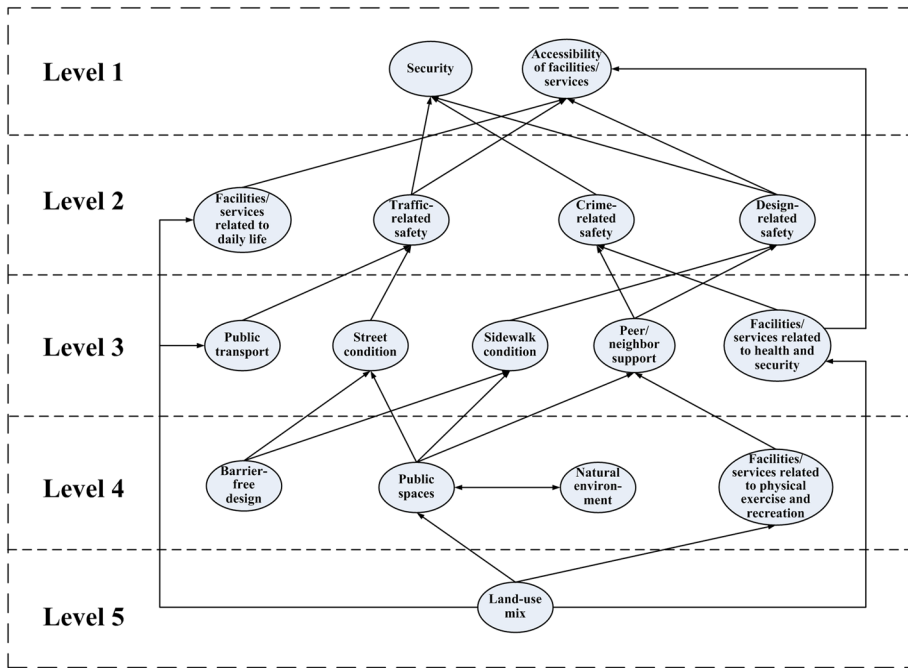 Level 1
Security
Accessibility
of facilities/
services
Level 2
Facilities/
services
related to
daily life
Traffic-
related
safety
Crime-
related
safety
Design-
related
safety
Level 3
Public
transport
Street
condition
Sidewalk
condition
Peer/
neighbor
support
Facilities/
services related
to health and
security
Level 4
Barrier-
free
design
Public
spaces
Natural
environ-
ment
Facilities/
services related
to physical
exercise and
recreation
Level 5
Land-use
mix